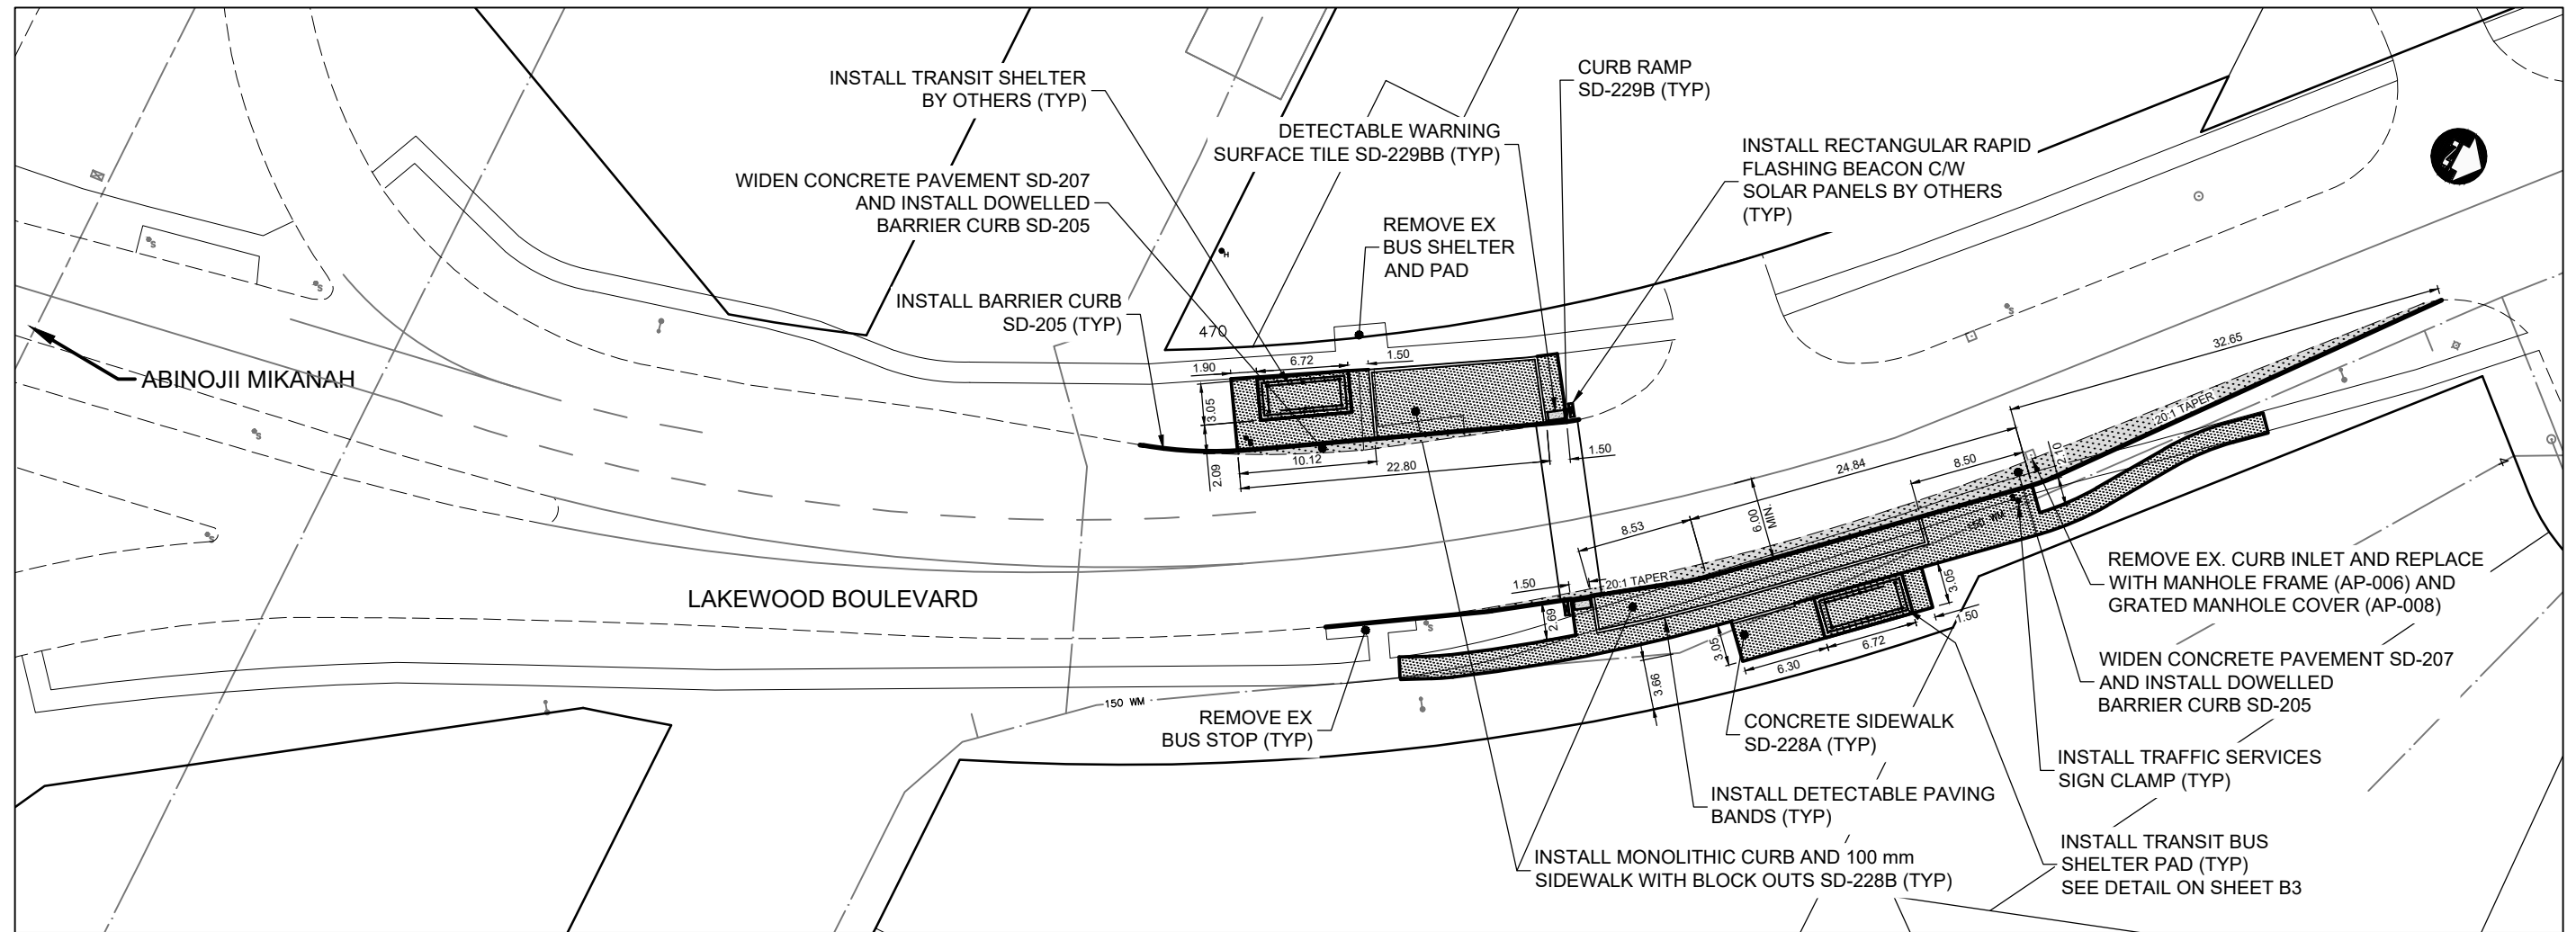 INSTALL TRANSIT SHELTER
BY OTHERS (TYP)
CURB RAMP
SD-229B (TYP)
DETECTABLE WARNING
SURFACE TILE SD-229BB (TYP)
INSTALL RECTANGULAR RAPID
FLASHING BEACON C/W
SOLAR PANELS BY OTHERS
(TYP)
WIDEN CONCRETE PAVEMENT SD-207
AND INSTALL DOWELLED
BARRIER CURB SD-205
REMOVE EX
BUS SHELTER
AND PAD
INSTALL BARRIER CURB
SD-205 (TYP)
470
ABINOJII MIKANAH
1.90
6.72
1.50
3.05
2.09
10.12
22.80
1.50
32.65
20:1 TAPER
24.84
8.50
2.10
6.00
MIN.
8.53
150 WM
1.50
20:1 TAPER
2.69
3.05
1.50
3.05
6.72
6.30
3.66
LAKEWOOD BOULEVARD
150 WM
REMOVE EX
BUS STOP (TYP)
REMOVE EX. CURB INLET AND REPLACE
WITH MANHOLE FRAME (AP-006) AND
GRATED MANHOLE COVER (AP-008)
WIDEN CONCRETE PAVEMENT SD-207
AND INSTALL DOWELLED
BARRIER CURB SD-205
CONCRETE SIDEWALK
SD-228A (TYP)
INSTALL TRAFFIC SERVICES
SIGN CLAMP (TYP)
INSTALL DETECTABLE PAVING
BANDS (TYP)
INSTALL MONOLITHIC CURB AND 100 mm
SIDEWALK WITH BLOCK OUTS SD-228B (TYP)
INSTALL TRANSIT BUS
SHELTER PAD (TYP)
SEE DETAIL ON SHEET B3